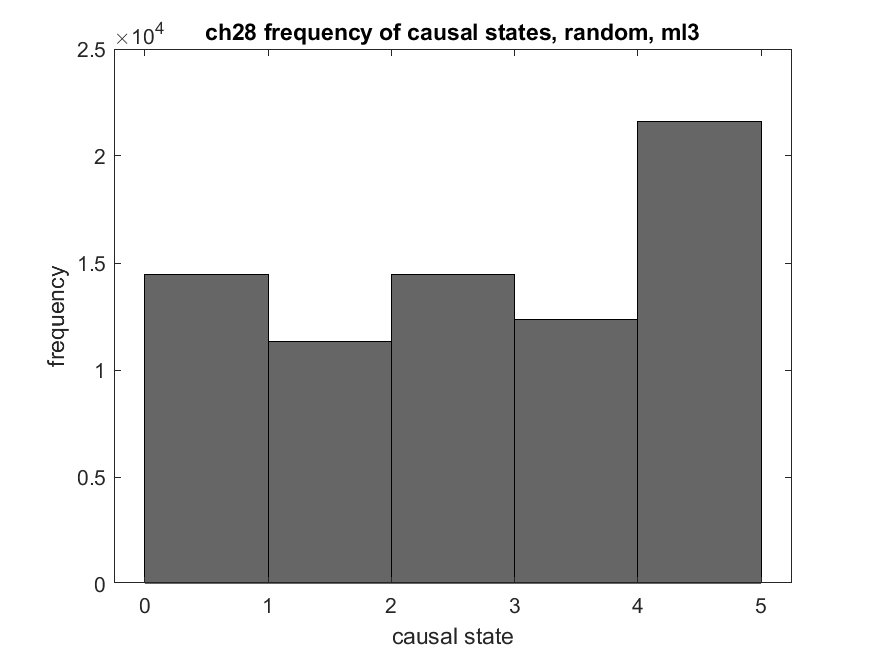 ch28 frequency of causal states, random, ml3
×10⁴
2.5
2
1.5
1
0.5
0
frequency
0 1 2 3 4 5
causal state